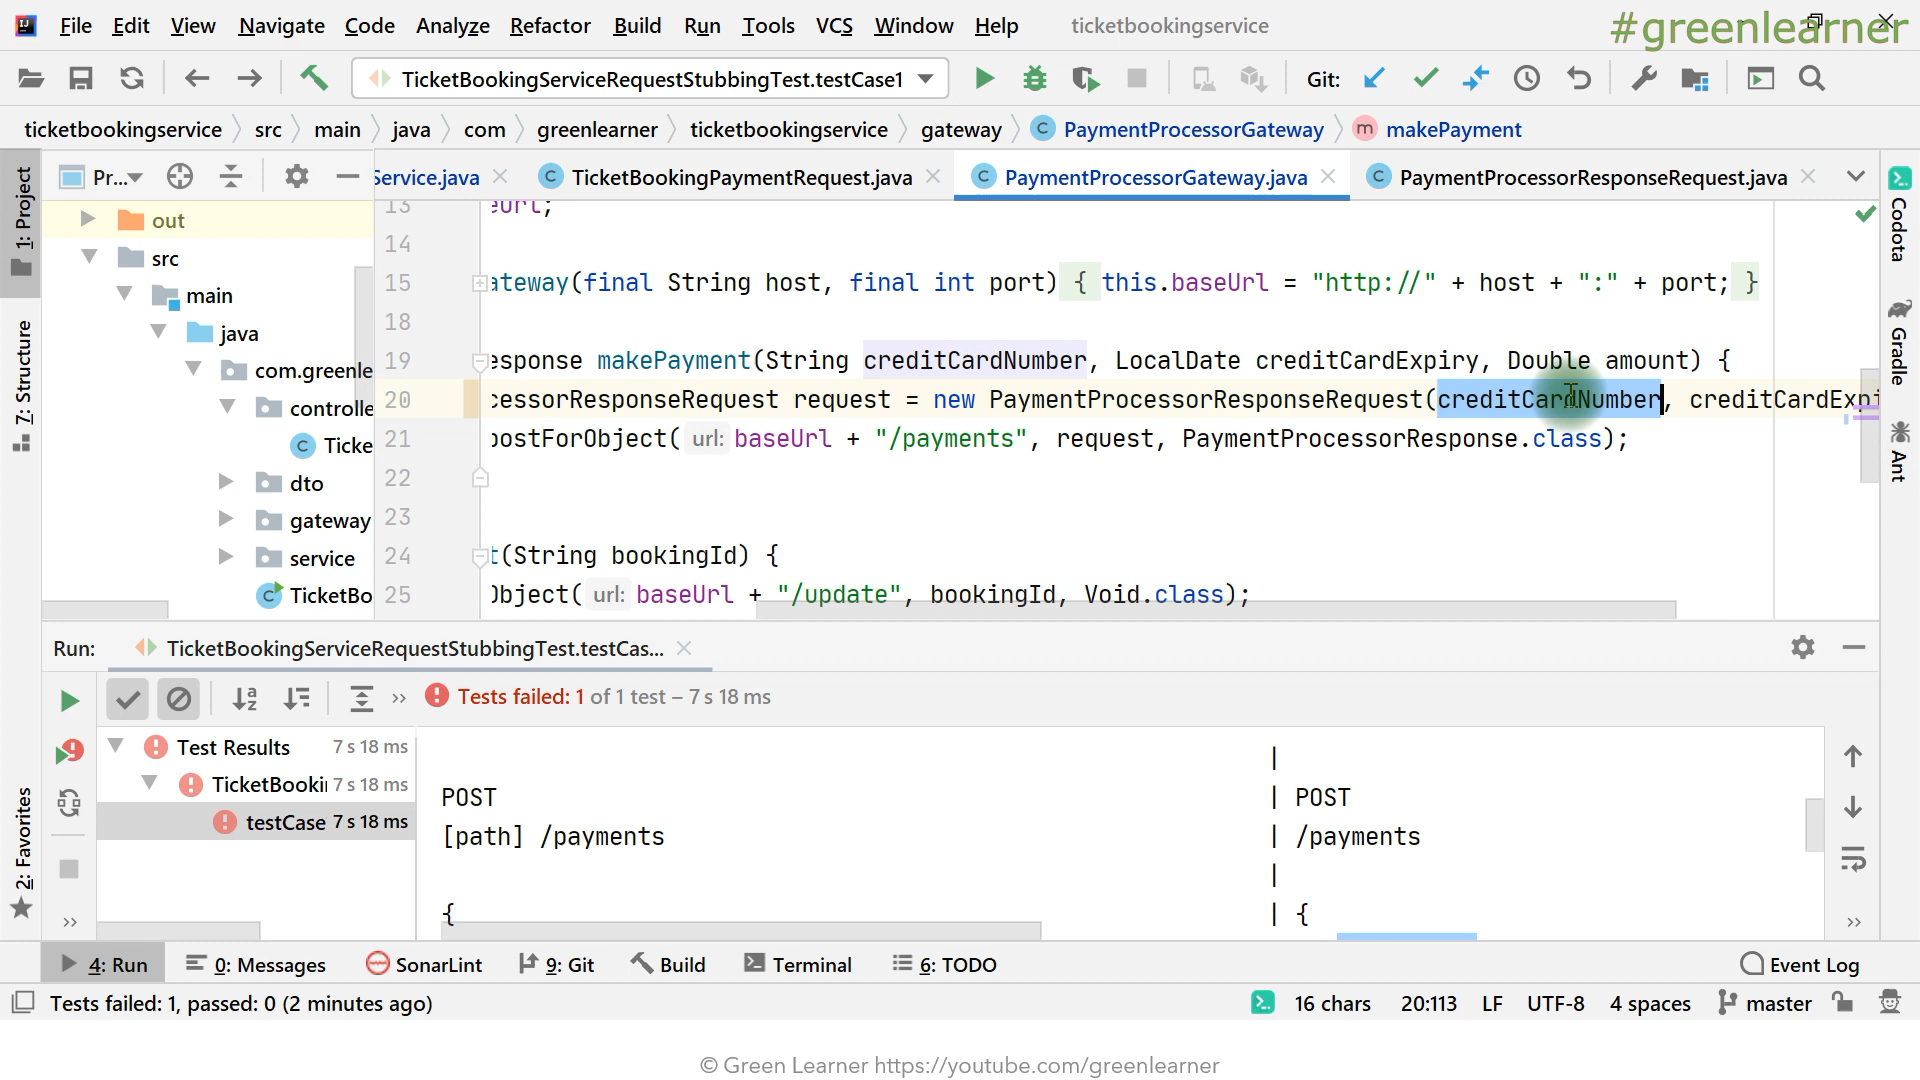 File Edit View Navigate Code Analyze Refactor Build Run Tools VCS Window Help ticketbookingservice #greenlearner
TicketBookingServiceRequestStubbingTest.testCase1 Git:
ticketbookingservice src main java com greenlearner ticketbookingservice gateway C PaymentProcessorGateway m makePayment
Pr... Service.java C TicketBookingPaymentRequest.java C PaymentProcessorGateway.java C PaymentProcessorResponseRequest.java
1: Project
7: Structure
2: Favorites
out
src
main
java
com.greenle
controlle
C Ticke
dto
gateway
service
C TicketBo
13 eUrl;
14
15 ateway(final String host, final int port) { this.baseUrl = "http://" + host + ":" + port; }
18
19 esponse makePayment(String creditCardNumber, LocalDate creditCardExpiry, Double amount) {
20 cessorResponseRequest request = new PaymentProcessorResponseRequest(creditCardNumber, creditCardExpi
21 postForObject( url: baseUrl + "/payments", request, PaymentProcessorResponse.class);
22
23
24 t(String bookingId) {
25 Object( url: baseUrl + "/update", bookingId, Void.class);
Codota
Gradle
Ant
Run: TicketBookingServiceRequestStubbingTest.testCas...
Tests failed: 1 of 1 test – 7 s 18 ms
Test Results 7 s 18 ms
TicketBookin 7 s 18 ms
testCase 7 s 18 ms
|
POST | POST
[path] /payments | /payments
|
{ | {
4: Run 0: Messages SonarLint 9: Git Build Terminal 6: TODO Event Log
Tests failed: 1, passed: 0 (2 minutes ago) 16 chars 20:113 LF UTF-8 4 spaces master
© Green Learner https://youtube.com/greenlearner